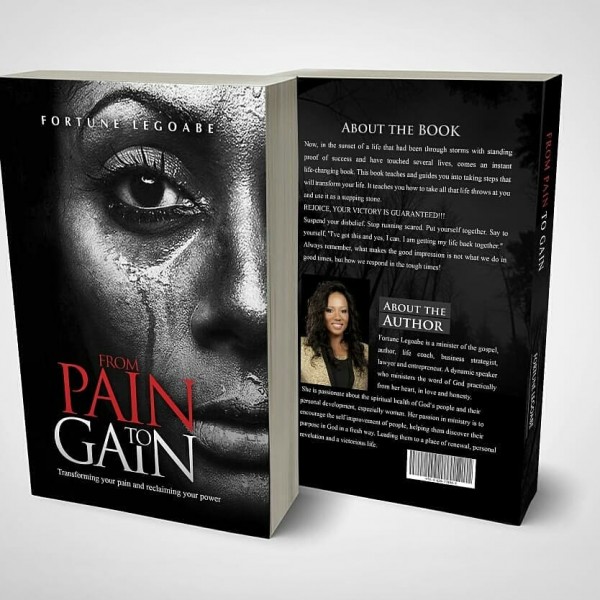 FORTUNE LEGOABE
FROM
PAIN
TO
GAIN
Transforming your pain and reclaiming your power
ABOUT THE BOOK
Now, in the sunset of a life that had been through storms with standing
proof of success and have touched several lives, comes an instant
life-changing book. This book teaches and guides you into taking steps that
will transform your life. It teaches you how to take all that life throws at you
and use it as a stepping stone.
REJOICE, YOUR VICTORY IS GUARANTEED!!!
Suspend your disbelief. Stop running scared. Put yourself together. Say to
yourself, "I've got this and yes, I can. I am getting my life back together."
Always remember, what makes the good impression is not what we do in
good times, but how we respond in the tough times!
ABOUT THE
AUTHOR
Fortune Legoabe is a minister of the gospel,
author, life coach, business strategist,
lawyer and entrepreneur. A dynamic speaker
who ministers the word of God practically
from her heart, in love and honesty.
She is passionate about the spiritual health of God's people and their
personal development, especially women. Her passion in ministry is to
encourage the self improvement of people, helping them discover their
purpose in God in a flesh way. Leading them to a place of renewal, personal
revelation and a victorious life.
FROM PAIN TO GAIN
FORTUNE LEGOABE